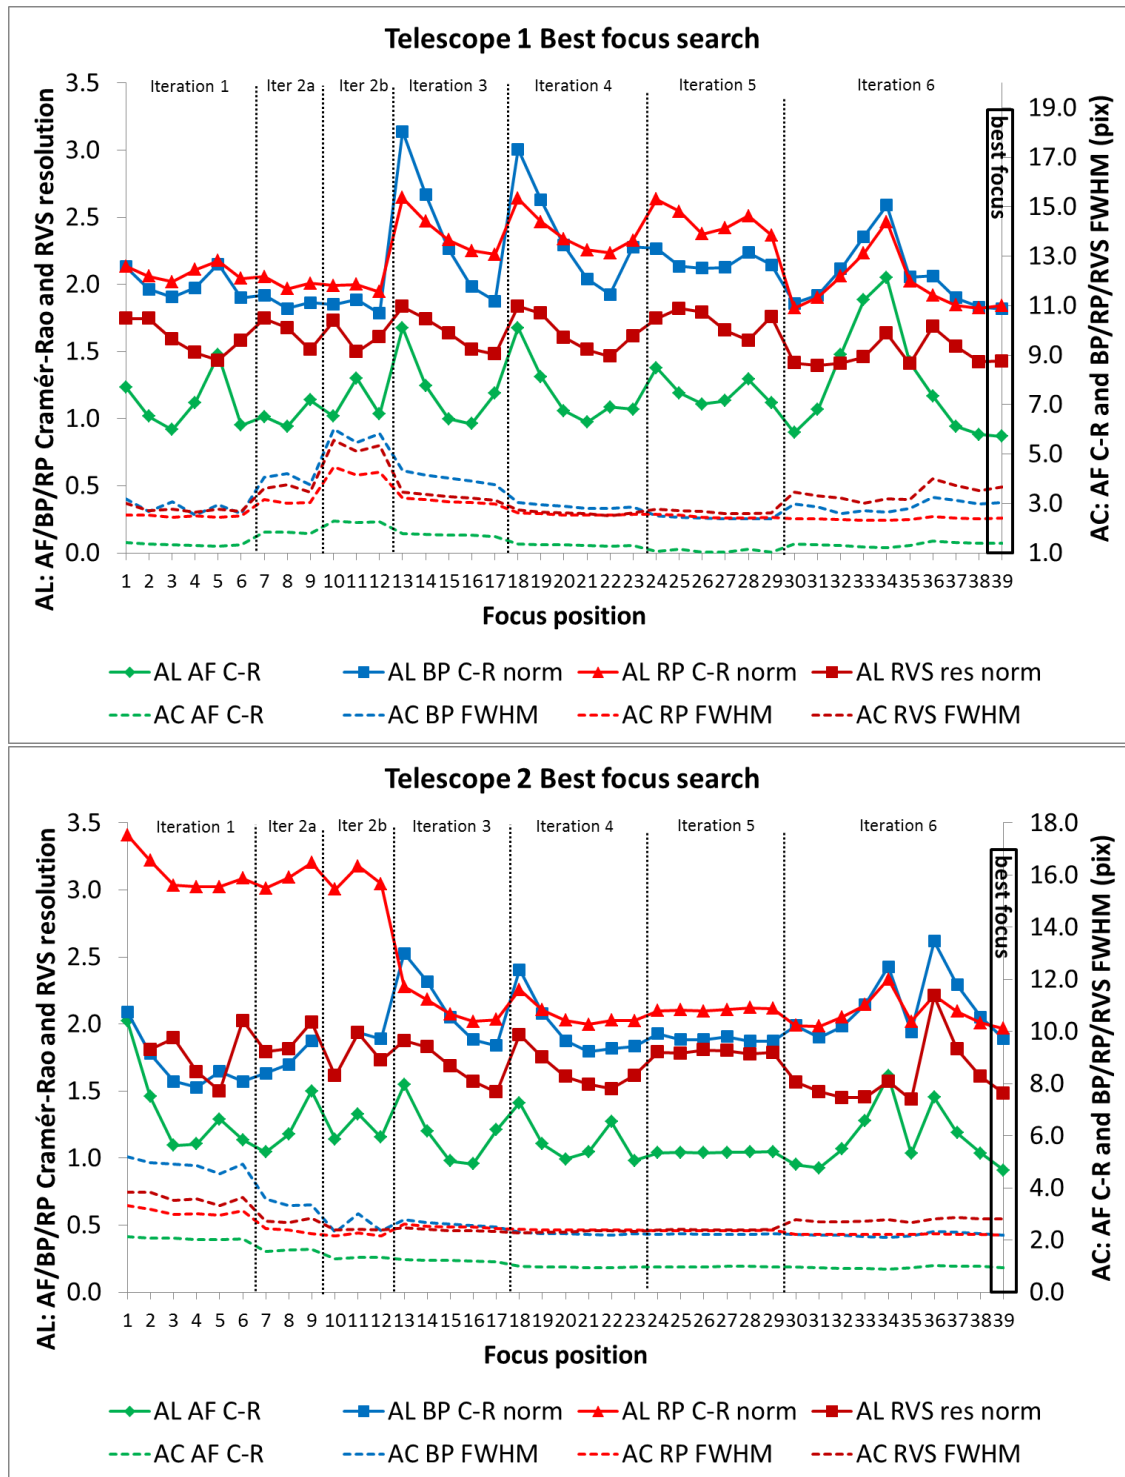 Telescope 1 Best focus search
Iteration 1 Iter 2a Iter 2b Iteration 3 Iteration 4 Iteration 5 Iteration 6
AL: AF/BP/RP Cramér-Rao and RVS resolution
3.5
3.0
2.5
2.0
1.5
1.0
0.5
0.0
19.0
17.0
15.0
13.0
11.0
9.0
7.0
5.0
3.0
1.0
AC: AF C-R and BP/RP/RVS FWHM (pix)
best focus
1 2 3 4 5 6 7 8 9 10 11 12 13 14 15 16 17 18 19 20 21 22 23 24 25 26 27 28 29 30 31 32 33 34 35 36 37 38 39
Focus position
AL AF C-R AL BP C-R norm AL RP C-R norm AL RVS res norm
AC AF C-R AC BP FWHM AC RP FWHM AC RVS FWHM
Telescope 2 Best focus search
Iteration 1 Iter 2a Iter 2b Iteration 3 Iteration 4 Iteration 5 Iteration 6
AL: AF/BP/RP Cramér-Rao and RVS resolution
3.5
3.0
2.5
2.0
1.5
1.0
0.5
0.0
18.0
16.0
14.0
12.0
10.0
8.0
6.0
4.0
2.0
0.0
AC: AF C-R and BP/RP/RVS FWHM (pix)
best focus
1 2 3 4 5 6 7 8 9 10 11 12 13 14 15 16 17 18 19 20 21 22 23 24 25 26 27 28 29 30 31 32 33 34 35 36 37 38 39
Focus position
AL AF C-R AL BP C-R norm AL RP C-R norm AL RVS res norm
AC AF C-R AC BP FWHM AC RP FWHM AC RVS FWHM